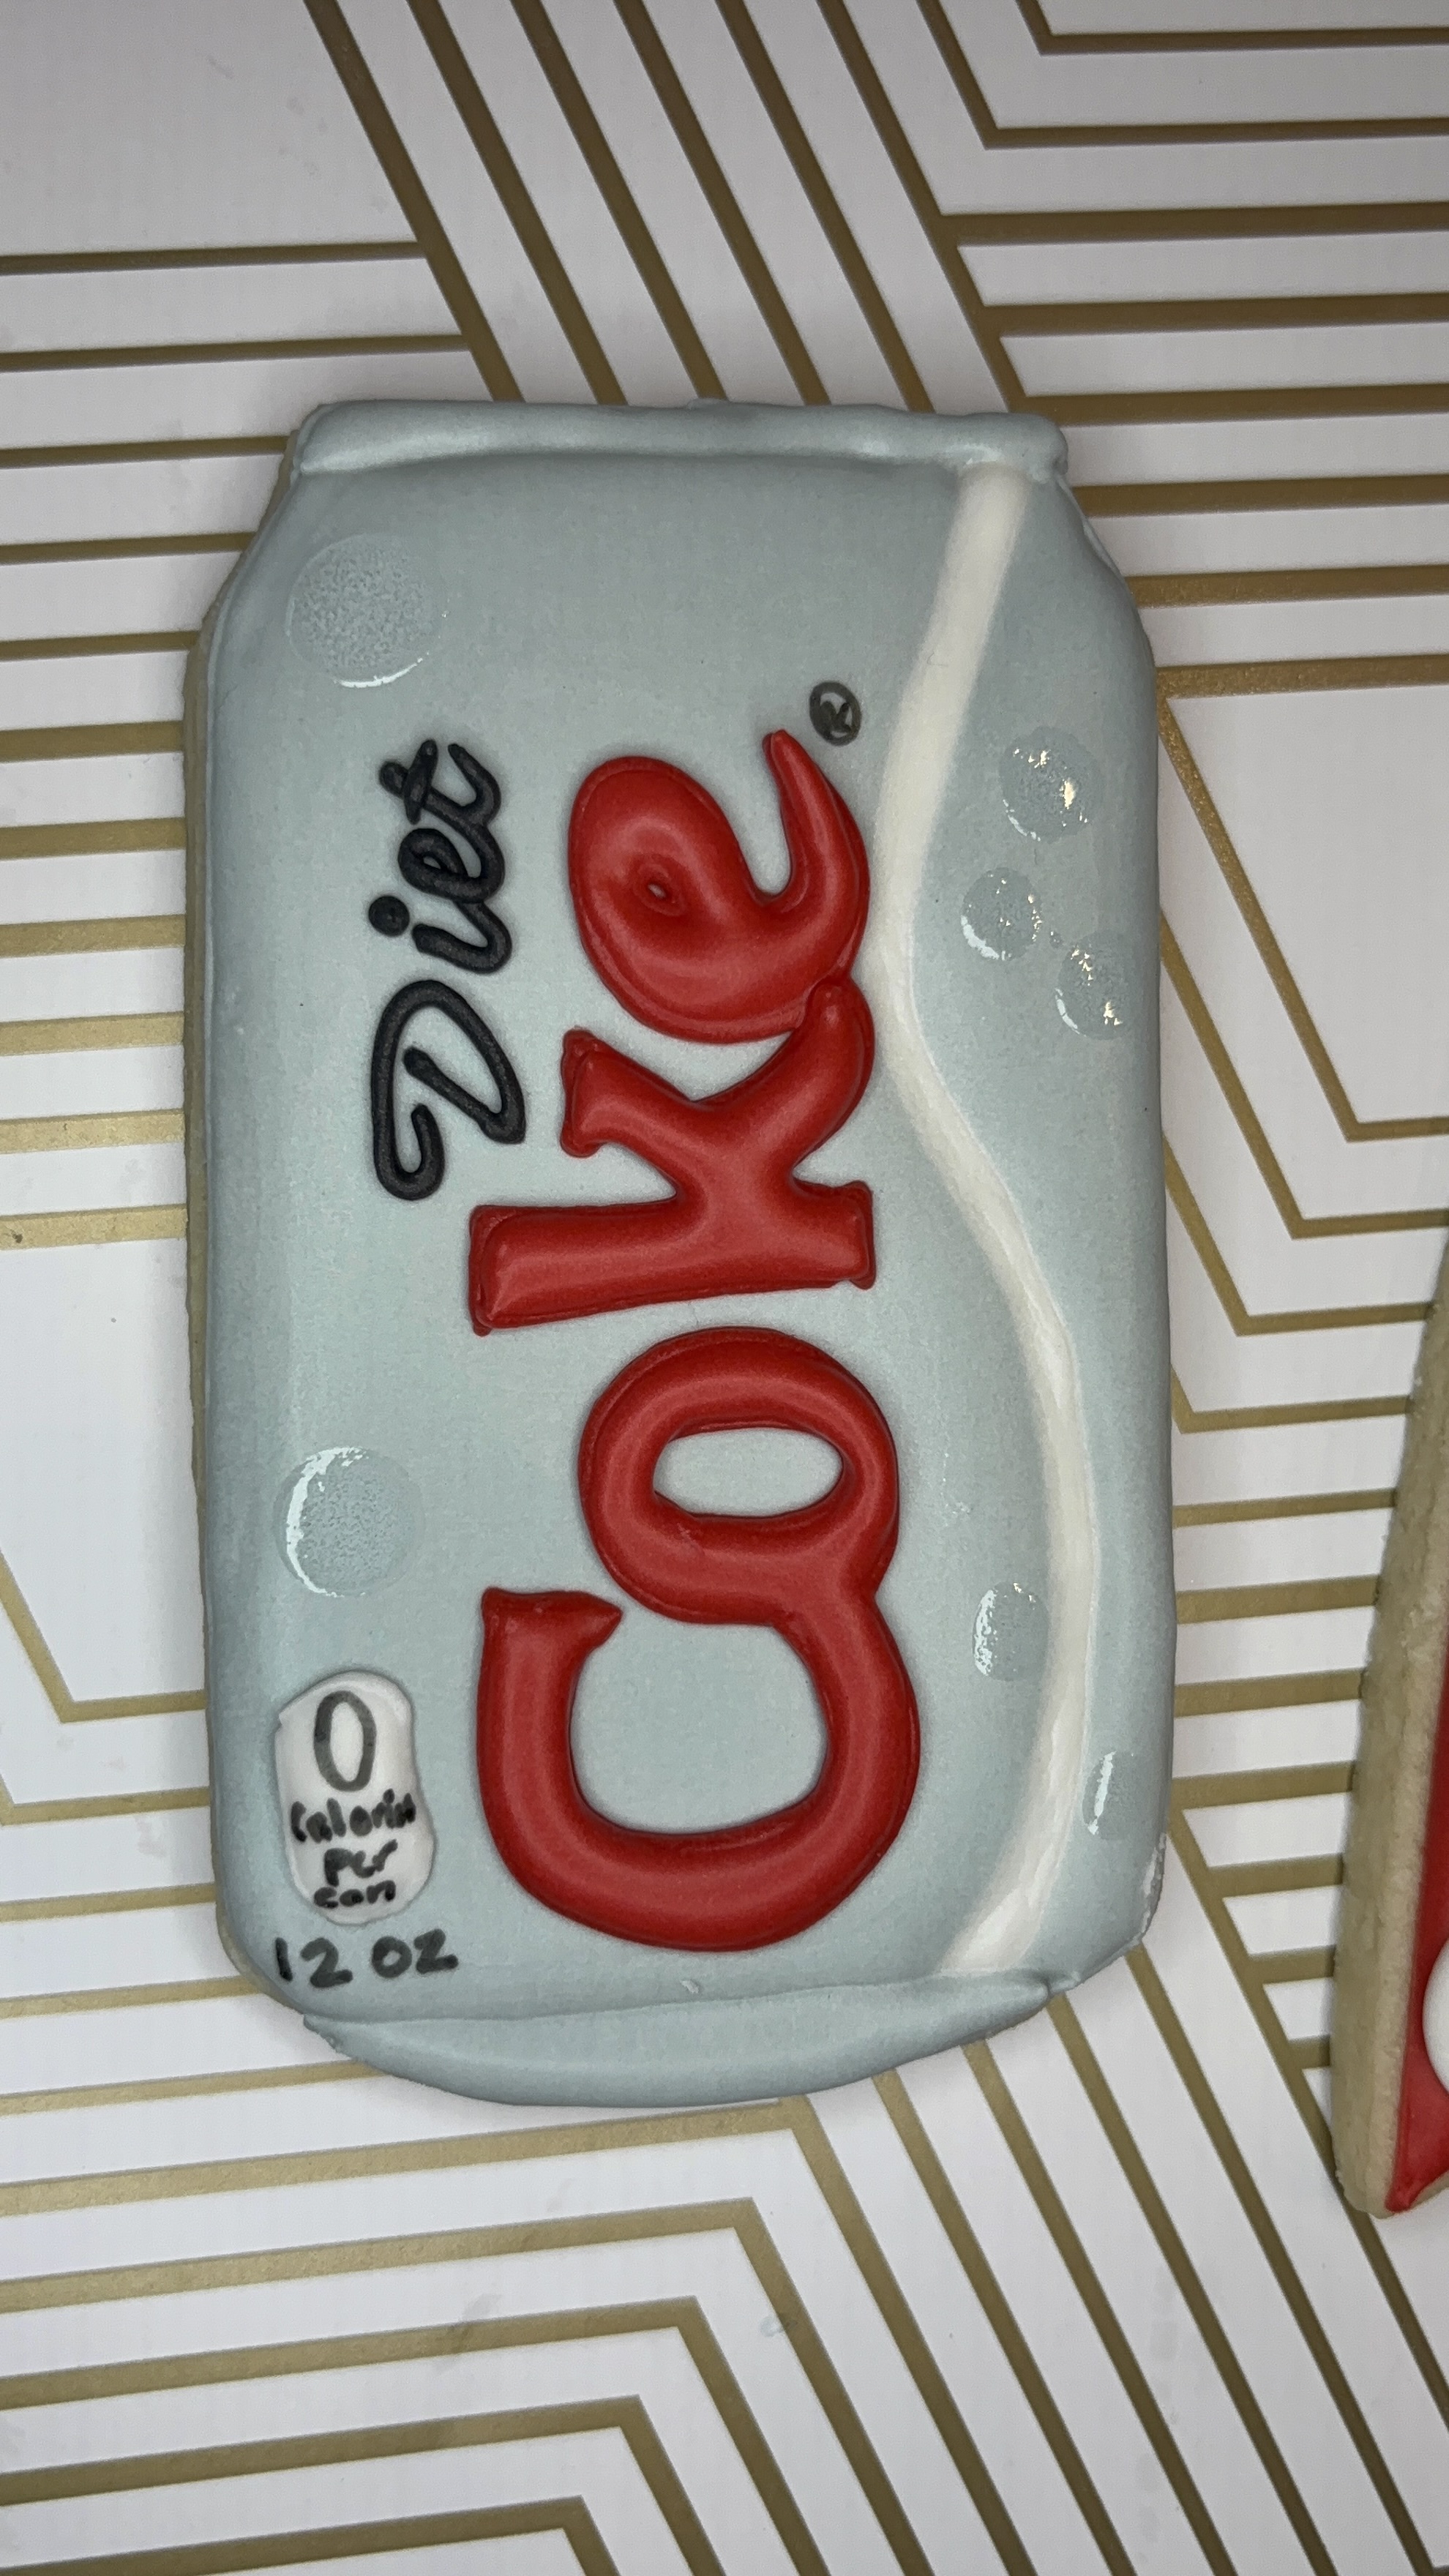 Diet
Coke®
0
Calories
per
can
12 OZ